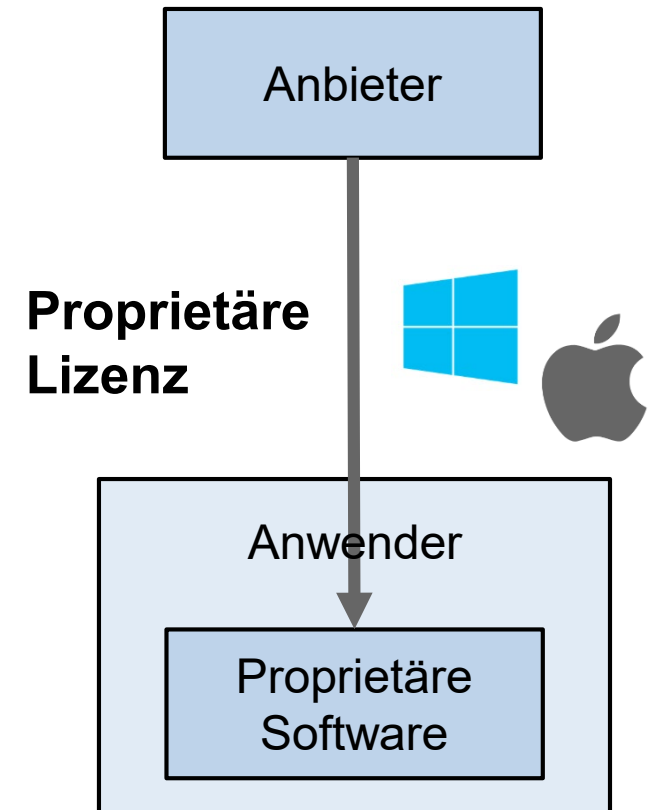 Anbieter
Proprietäre
Lizenz
Anwender
Proprietäre
Software